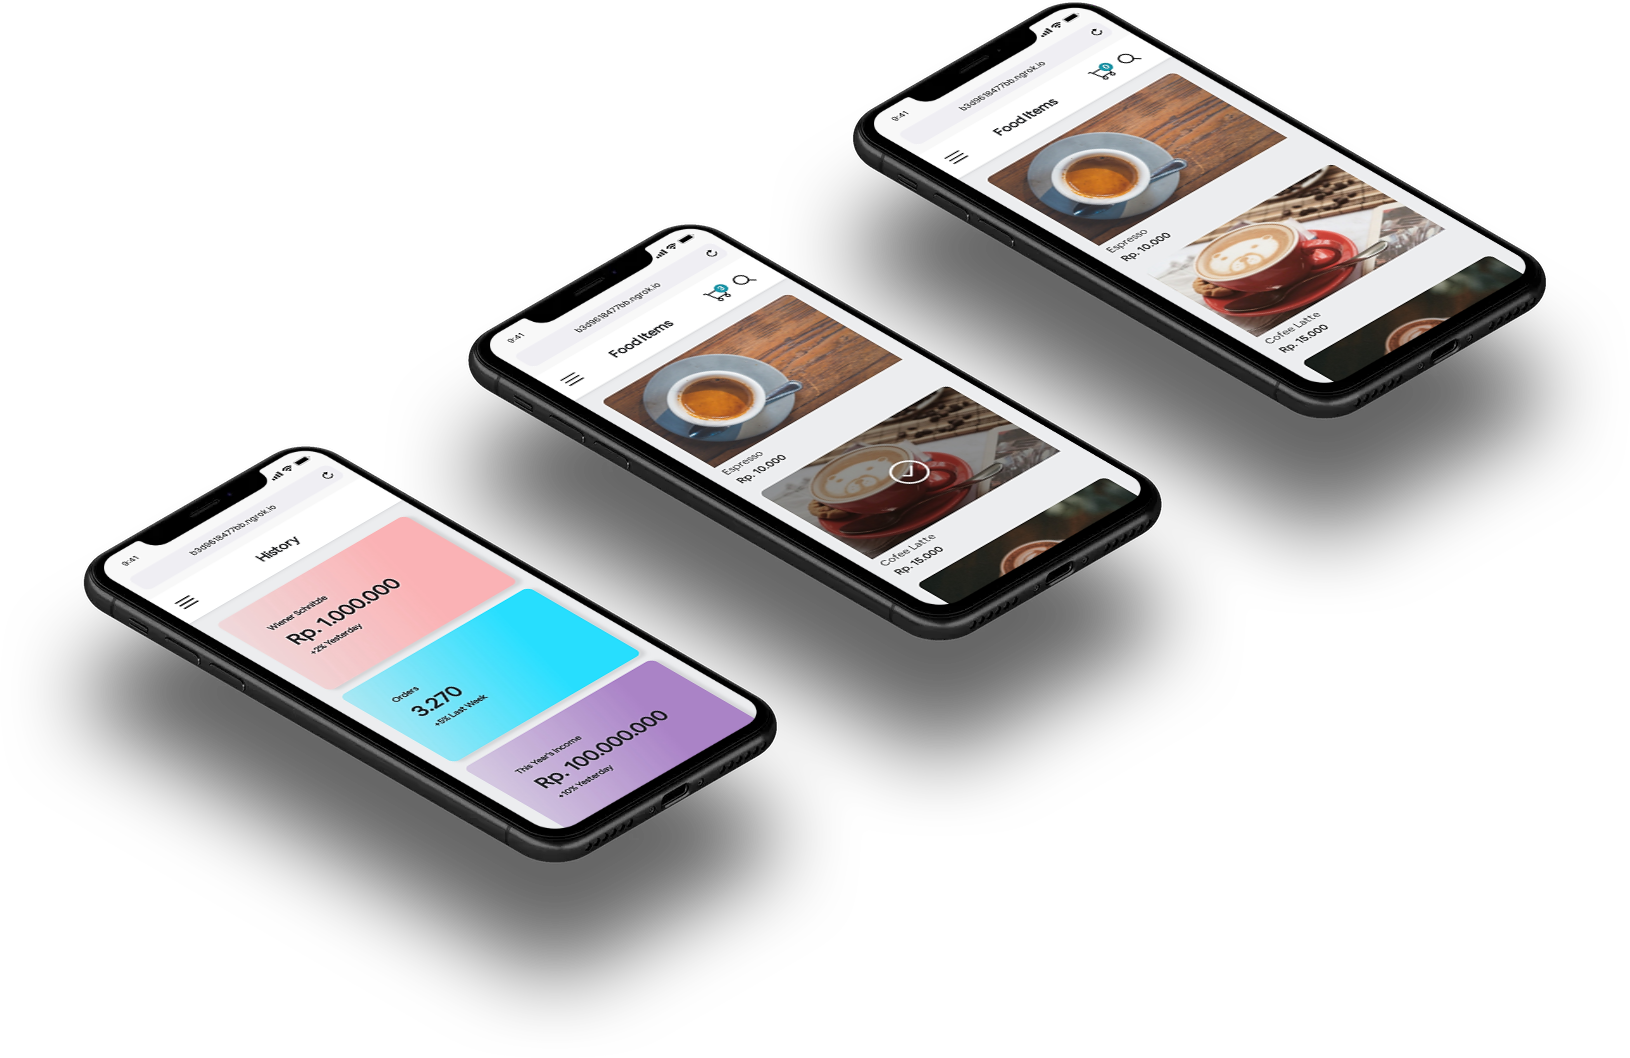 9:41
b3d9618477bb.ngrok.io
History
Wiener Schnitzle
Rp. 1.000.000
+2% Yesterday
Orders
3.270
+5% Last Week
This Year's Income
Rp. 100.000.000
+10% Yesterday
9:41
b3d9618477bb.ngrok.io
3
Food Items
Espresso
Rp. 10.000
Cofee Latte
Rp. 15.000
9:41
b3d9618477bb.ngrok.io
0
Food Items
Espresso
Rp. 10.000
Cofee Latte
Rp. 15.000